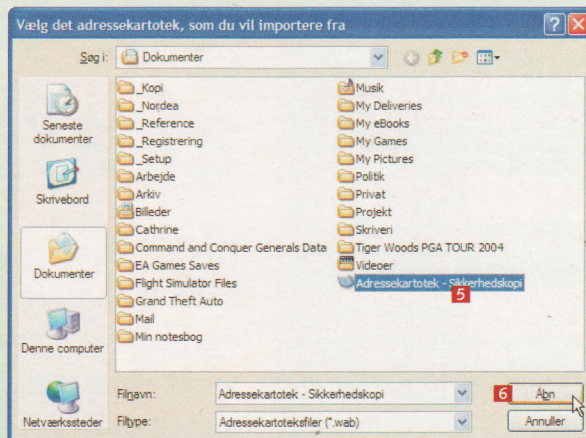 Vælg det adressekartotek, som du vil importere fra
Søg i: Dokumenter
Seneste dokumenter
Skrivebord
Dokumenter
Denne computer
Netværkssteder
_Kopi
_Nordea
_Reference
_Registrering
_Setup
Arbejde
Arkiv
Billeder
Cathrine
Command and Conquer Generals Data
EA Games Saves
Flight Simulator Files
Grand Theft Auto
Mail
Min notesbog
Musik
My Deliveries
My eBooks
My Games
My Pictures
Politik
Privat
Projekt
Skriveri
Tiger Woods PGA TOUR 2004
Videoer
Adressekartotek - Sikkerhedskopi
5
Filnavn: Adressekartotek - Sikkerhedskopi
6 Åbn
Filtype: Adressekartoteksfiler (*.wab)
Annuller